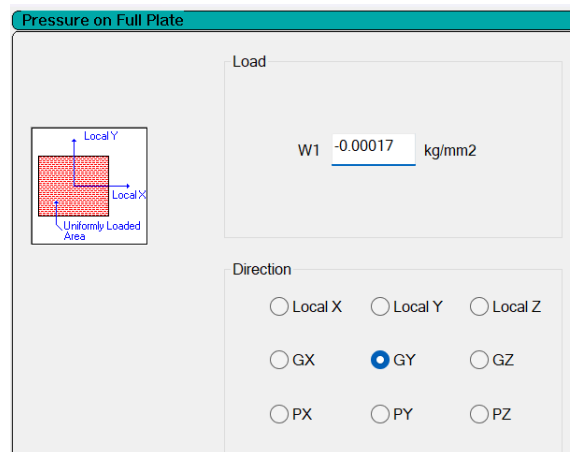 Pressure on Full Plate
Load
Local Y
Local X
Uniformly Loaded
Area
W1 -0.00017 kg/mm2
Direction
Local X Local Y Local Z
GX GY GZ
PX PY PZ